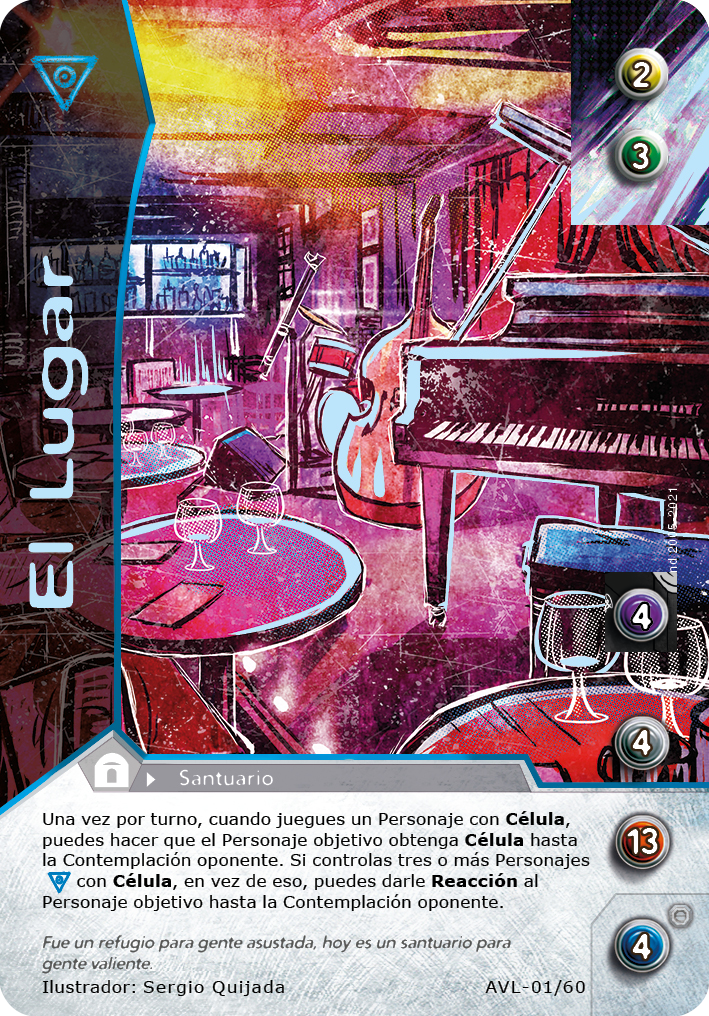 2
3
El Lugar
nd 2005-2021
4
4
Santuario
Una vez por turno, cuando juegues un Personaje con Célula,
puedes hacer que el Personaje objetivo obtenga Célula hasta
la Contemplación oponente. Si controlas tres o más Personajes
con Célula, en vez de eso, puedes darle Reacción al
Personaje objetivo hasta la Contemplación oponente.
13
4
Fue un refugio para gente asustada, hoy es un santuario para
gente valiente.
Ilustrador: Sergio Quijada AVL-01/60